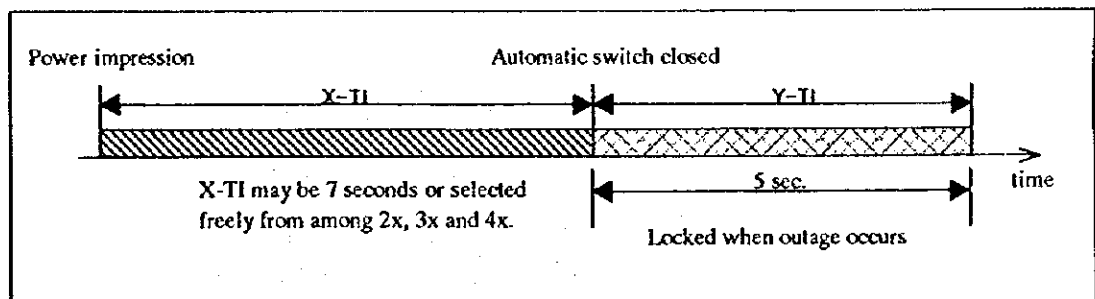 Power impression
Automatic switch closed
X-TI
Y-TI
5 sec.
time
X-TI may be 7 seconds or selected
freely from among 2x, 3x and 4x.
Locked when outage occurs